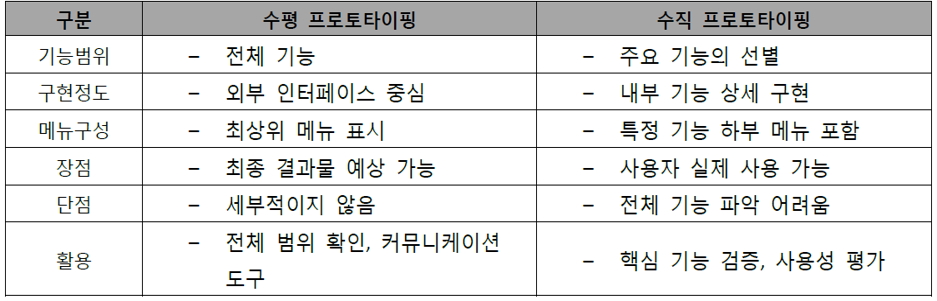 구분 수평 프로토타이핑 수직 프로토타이핑
기능범위 – 전체 기능 – 주요 기능의 선별
구현정도 – 외부 인터페이스 중심 – 내부 기능 상세 구현
메뉴구성 – 최상위 메뉴 표시 – 특정 기능 하부 메뉴 포함
장점 – 최종 결과물 예상 가능 – 사용자 실제 사용 가능
단점 – 세부적이지 않음 – 전체 기능 파악 어려움
활용 – 전체 범위 확인, 커뮤니케이션
도구 – 핵심 기능 검증, 사용성 평가